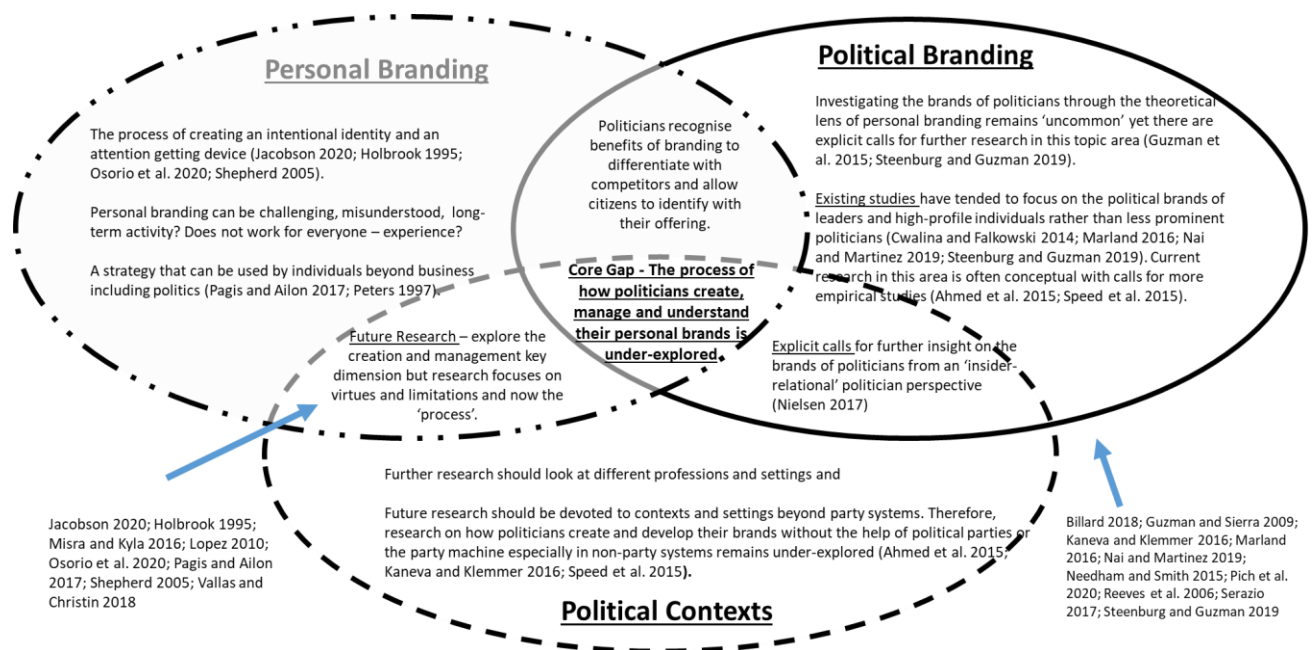 Personal Branding
The process of creating an intentional identity and an
attention getting device (Jacobson 2020; Holbrook 1995;
Osorio et al. 2020; Shepherd 2005).
Personal branding can be challenging, misunderstood, long-
term activity? Does not work for everyone – experience?
A strategy that can be used by individuals beyond business
including politics (Pagis and Ailon 2017; Peters 1997).
Politicians recognise
benefits of branding to
differentiate with
competitors and allow
citizens to identify with
their offering.
Political Branding
Investigating the brands of politicians through the theoretical
lens of personal branding remains ‘uncommon’ yet there are
explicit calls for further research in this topic area (Guzman et
al. 2015; Steenburg and Guzman 2019).
Existing studies have tended to focus on the political brands of
leaders and high-profile individuals rather than less prominent
politicians (Cwalina and Falkowski 2014; Marland 2016; Nai
and Martinez 2019; Steenburg and Guzman 2019). Current
research in this area is often conceptual with calls for more
empirical studies (Ahmed et al. 2015; Speed et al. 2015).
Core Gap - The process of
how politicians create,
manage and understand
their personal brands is
under-explored.
Future Research – explore the
creation and management key
dimension but research focuses on
virtues and limitations and now the
‘process’.
Explicit calls for further insight on the
brands of politicians from an ‘insider-
relational’ politician perspective
(Nielsen 2017)
Further research should look at different professions and settings and
Future research should be devoted to contexts and settings beyond party systems. Therefore,
research on how politicians create and develop their brands without the help of political parties or
the party machine especially in non-party systems remains under-explored (Ahmed et al. 2015;
Kaneva and Klemmer 2016; Speed et al. 2015).
Political Contexts
Jacobson 2020; Holbrook 1995;
Misra and Kyla 2016; Lopez 2010;
Osorio et al. 2020; Pagis and Ailon
2017; Shepherd 2005; Vallas and
Christin 2018
Billard 2018; Guzman and Sierra 2009;
Kaneva and Klemmer 2016; Marland
2016; Nai and Martinez 2019;
Needham and Smith 2015; Pich et al.
2020; Reeves et al. 2006; Serazio
2017; Steenburg and Guzman 2019